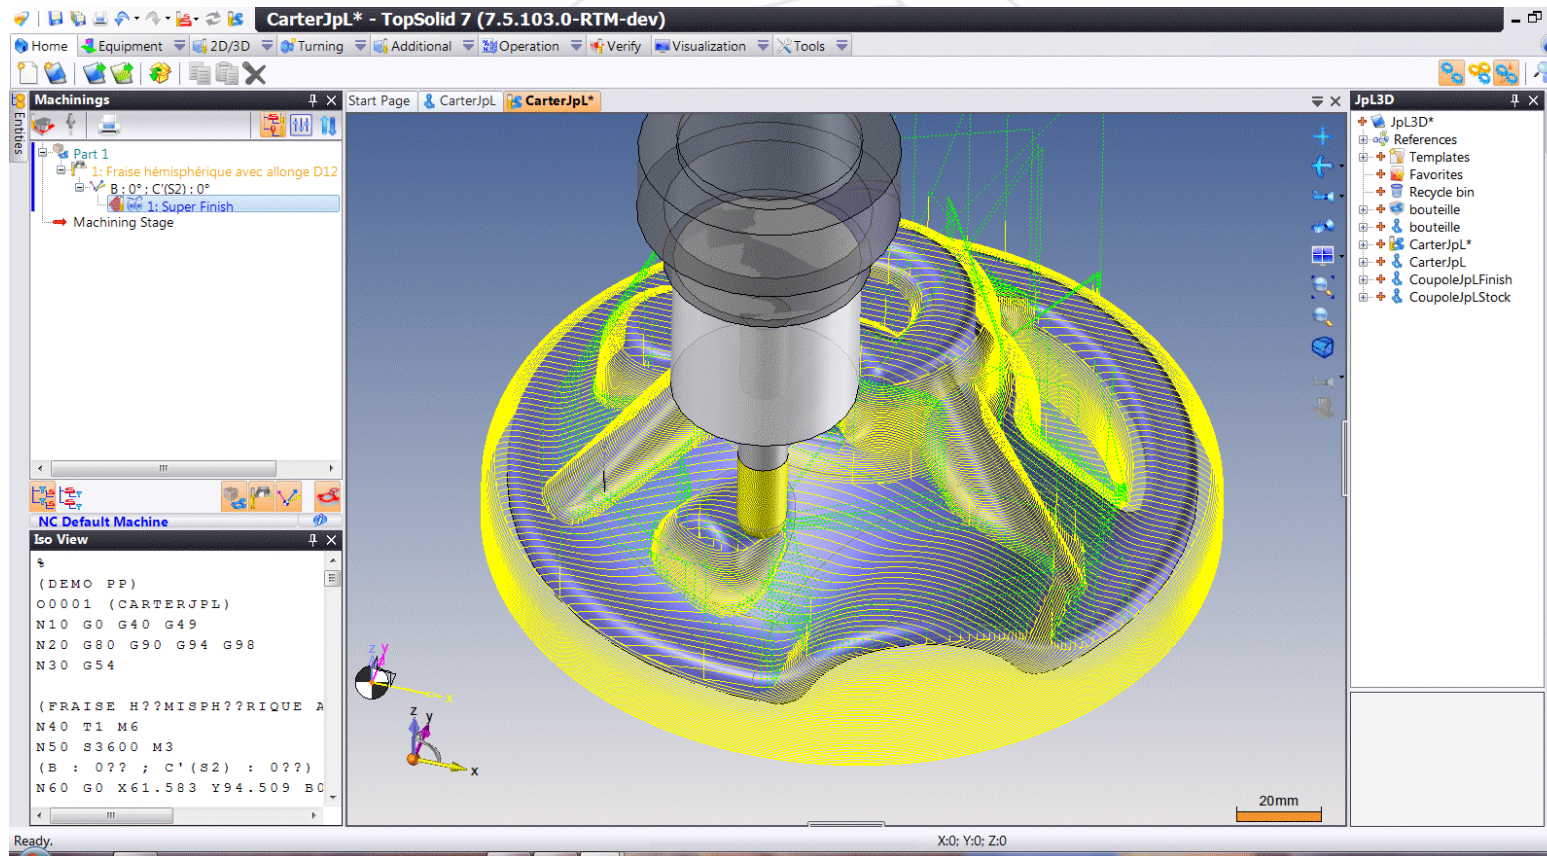 CarterJpL* - TopSolid 7 (7.5.103.0-RTM-dev)
Home Equipment 2D/3D Turning Additional Operation Verify Visualization Tools
Machinings
Entities
Part 1
1: Fraise hémisphérique avec allonge D12
B : 0° ; C'(S2) : 0°
1: Super Finish
Machining Stage
NC Default Machine
Iso View
%
(DEMO PP)
O0001 (CARTERJPL)
N10 G0 G40 G49
N20 G80 G90 G94 G98
N30 G54
(FRAISE H??MISPH??RIQUE A
N40 T1 M6
N50 S3600 M3
(B : 0?? ; C'(S2) : 0??)
N60 G0 X61.583 Y94.509 B0
Start Page CarterJpL CarterJpL*
z y
x
z y
x
20mm
JpL3D
JpL3D*
References
Templates
Favorites
Recycle bin
bouteille
bouteille
CarterJpL*
CarterJpL
CoupoleJpLFinish
CoupoleJpLStock
Ready.
X:0; Y:0; Z:0